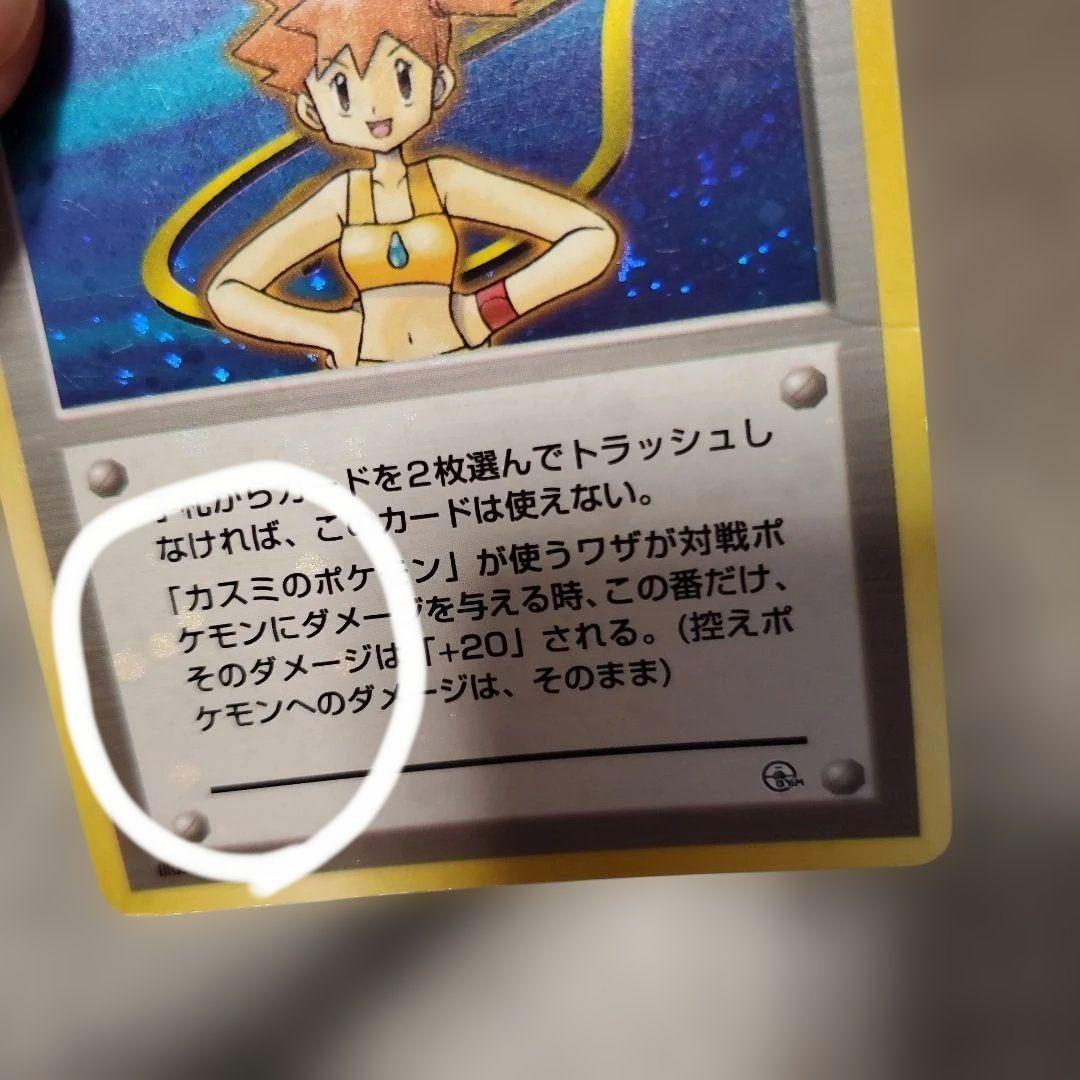 手札からカードを2枚選んでトラッシュし
なければ、このカードは使えない。
「カスミのポケモン」が使うワザが対戦ポ
ケモンにダメージを与える時、この番だけ、
そのダメージは「+20」される。(控えポ
ケモンへのダメージは、そのまま)